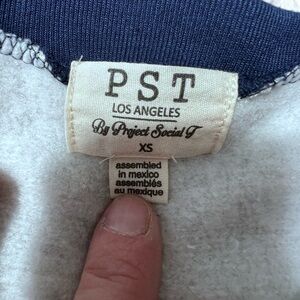 PST
LOS ANGELES
By Project Social T
XS
assembled
in mexico
assemblés
au mexique